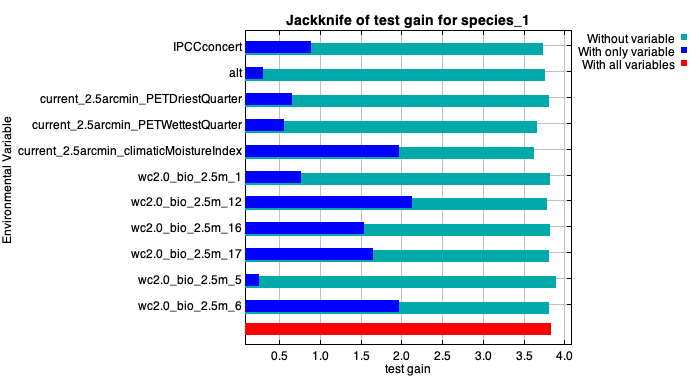 Jackknife of test gain for species_1
Without variable
With only variable
With all variables
Environmental Variable
IPCCconcert
alt
current_2.5arcmin_PETDriestQuarter
current_2.5arcmin_PETWettestQuarter
current_2.5arcmin_climaticMoistureIndex
wc2.0_bio_2.5m_1
wc2.0_bio_2.5m_12
wc2.0_bio_2.5m_16
wc2.0_bio_2.5m_17
wc2.0_bio_2.5m_5
wc2.0_bio_2.5m_6
0.5 1.0 1.5 2.0 2.5 3.0 3.5 4.0
test gain